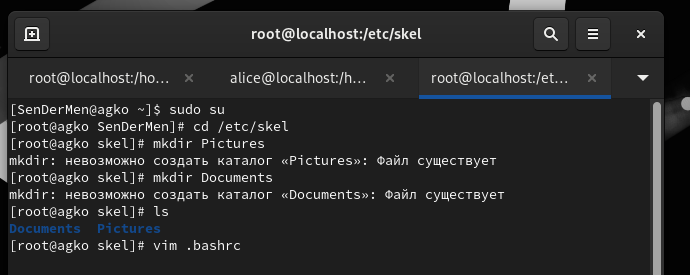 root@localhost:/etc/skel
root@localhost:/ho...
alice@localhost:/h...
root@localhost:/et...
[SenDerMen@agko ~]$ sudo su
[root@agko SenDerMen]# cd /etc/skel
[root@agko skel]# mkdir Pictures
mkdir: невозможно создать каталог «Pictures»: Файл существует
[root@agko skel]# mkdir Documents
mkdir: невозможно создать каталог «Documents»: Файл существует
[root@agko skel]# ls
Documents  Pictures
[root@agko skel]# vim .bashrc